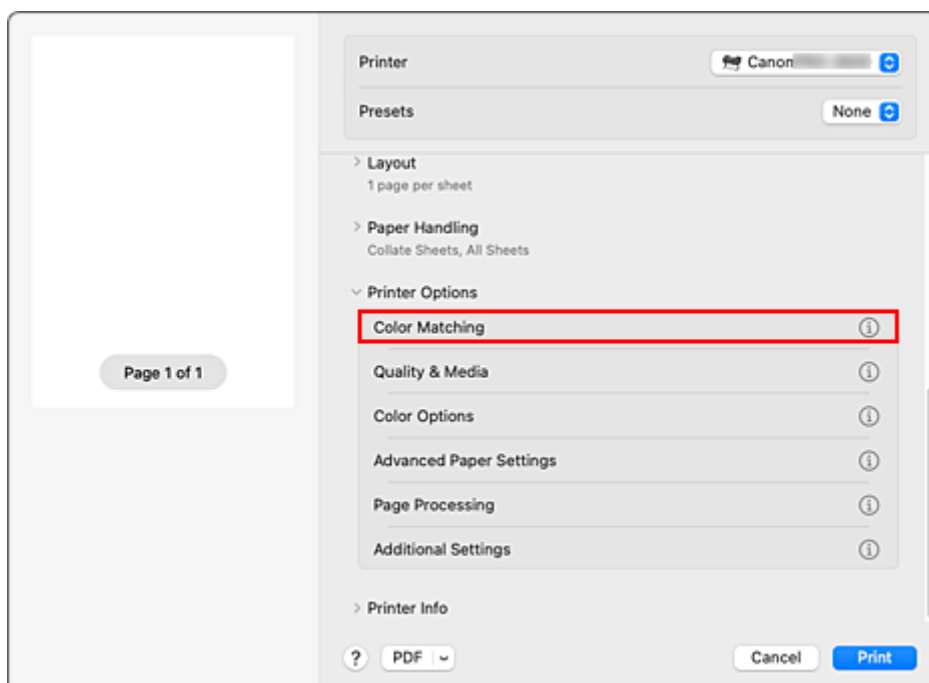 Printer
Canon
Presets
None
Layout
1 page per sheet
Paper Handling
Collate Sheets, All Sheets
Printer Options
Color Matching
Quality & Media
Color Options
Advanced Paper Settings
Page Processing
Additional Settings
Printer Info
Page 1 of 1
?
PDF
Cancel
Print